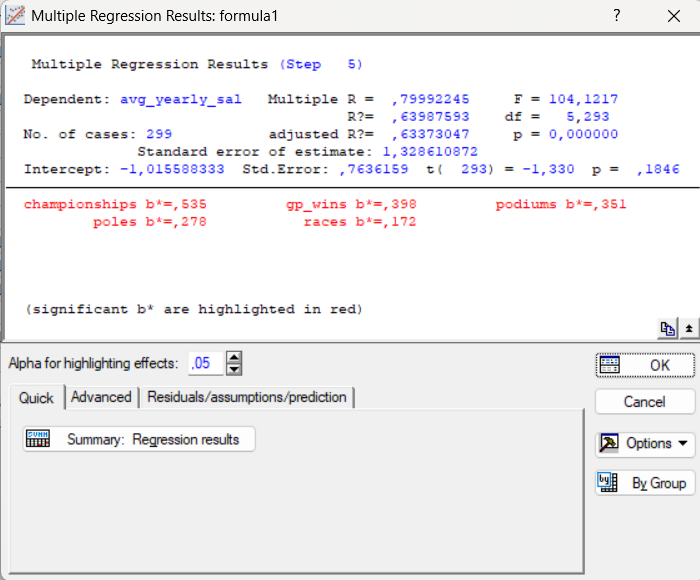 Multiple Regression Results: formula1 ? ×
Multiple Regression Results (Step 5)
Dependent: avg_yearly_sal Multiple R = ,79992245 F = 104,1217
R?= ,63987593 df = 5,293
No. of cases: 299 adjusted R?= ,63373047 p = 0,000000
Standard error of estimate: 1,328610872
Intercept: -1,015588333 Std.Error: ,7636159 t( 293) = -1,330 p = ,1846
championships b*=,535 gp_wins b*=,398 podiums b*=,351
poles b*=,278 races b*=,172
(significant b* are highlighted in red)
Alpha for highlighting effects: ,05
OK
Quick Advanced Residuals/assumptions/prediction
Cancel
Summary: Regression results
Options
By Group